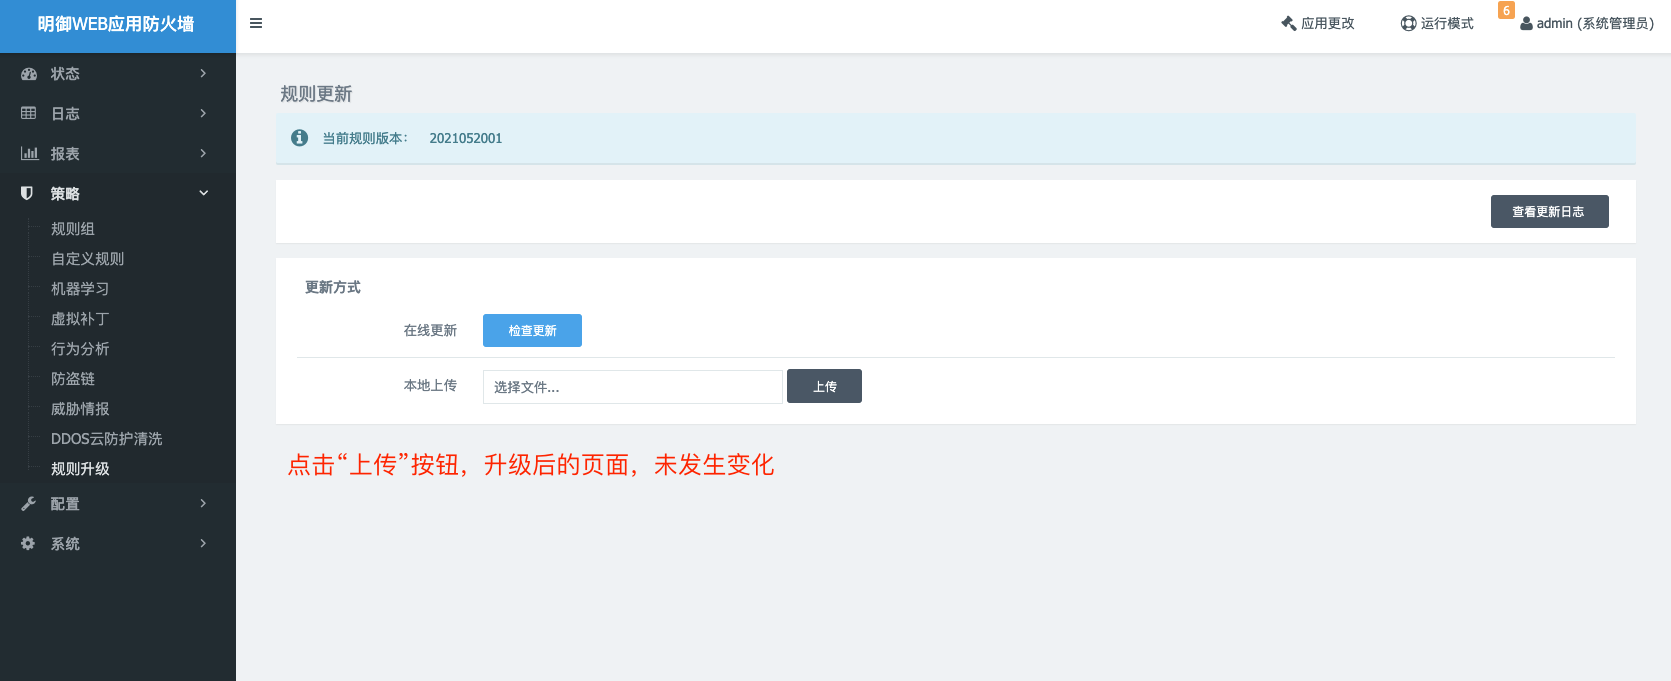 明御WEB应用防火墙
应用更改 运行模式 6 admin (系统管理员)
状态
日志
报表
策略
规则组
自定义规则
机器学习
虚拟补丁
行为分析
防盗链
威胁情报
DDOS云防护清洗
规则升级
配置
系统
规则更新
当前规则版本： 2021052001
查看更新日志
更新方式
在线更新 检查更新
本地上传 选择文件... 上传
点击“上传”按钮，升级后的页面，未发生变化